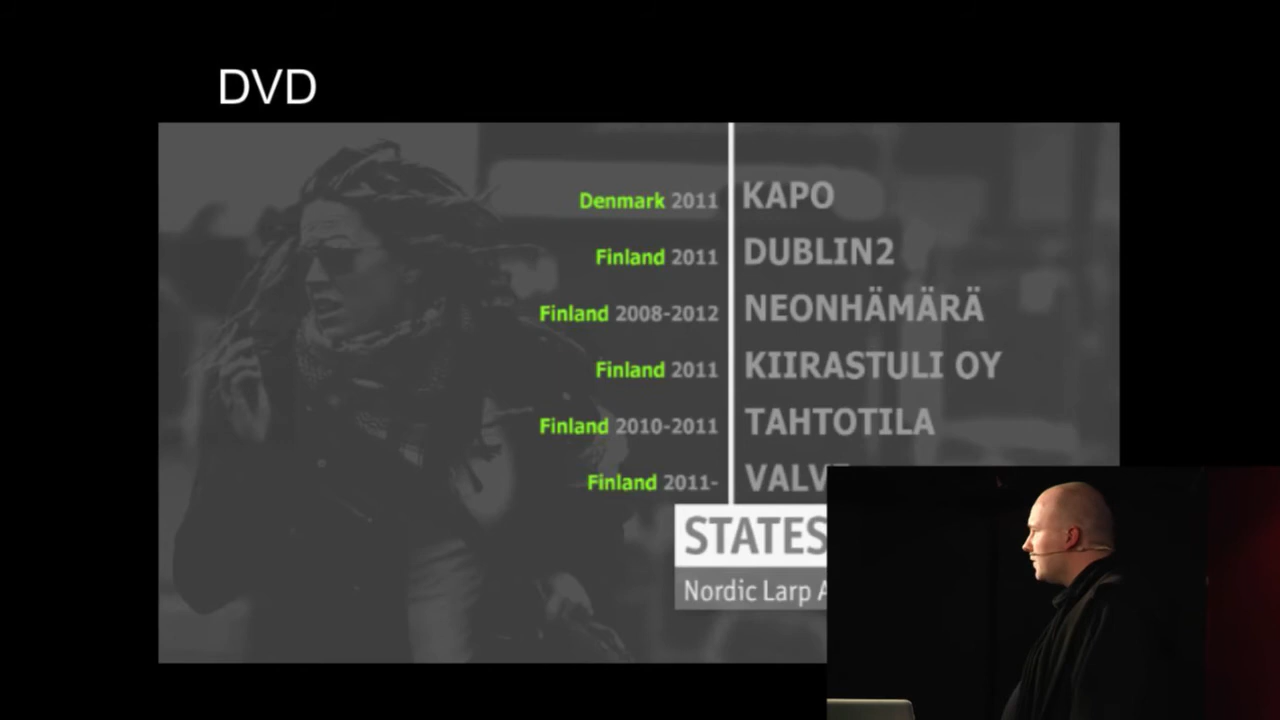 DVD
Denmark 2011 KAPO
Finland 2011 DUBLIN2
Finland 2008-2012 NEONHÄMÄRÄ
Finland 2011 KIIRASTULI OY
Finland 2010-2011 TAHTOTILA
Finland 2011-
STATES
Nordic Larp